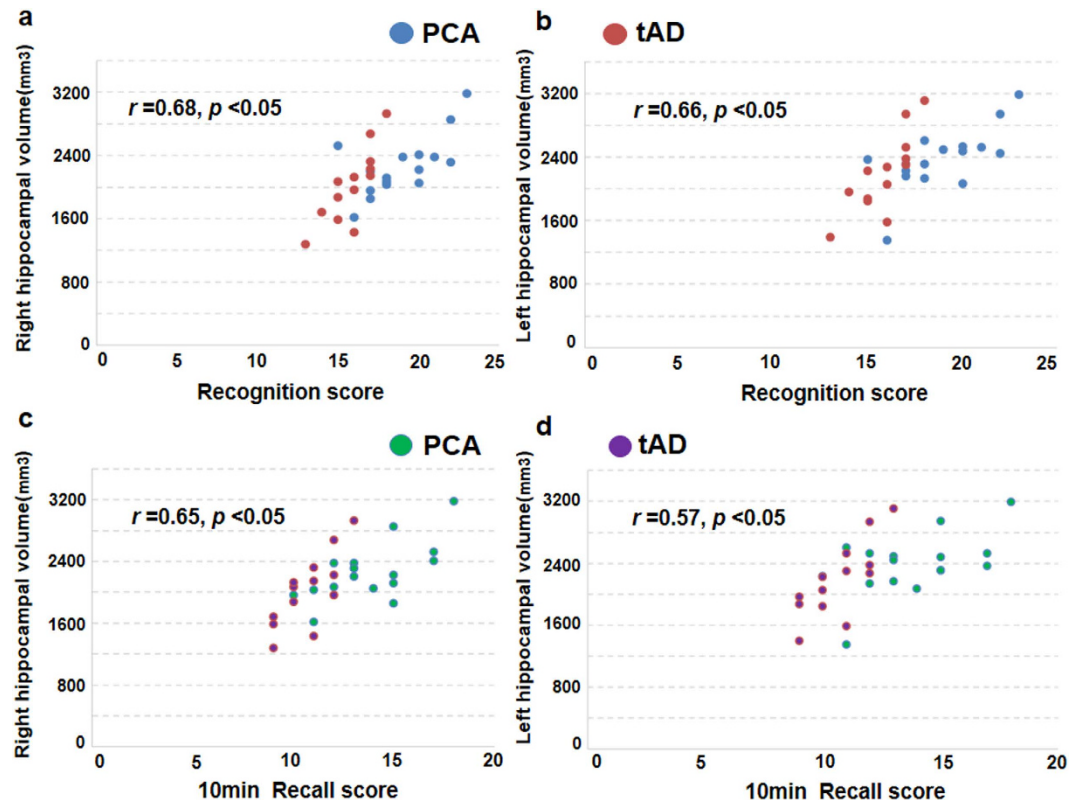 a
PCA
Right hippocampal volume(mm3)
r =0.68, p <0.05
3200
2400
1600
800
0
0 5 10 15 20 25
Recognition score
b
tAD
Left hippocampal volume(mm3)
r =0.66, p <0.05
3200
2400
1600
800
0
0 5 10 15 20 25
Recognition score
c
PCA
Right hippocampal volume(mm3)
r =0.65, p <0.05
3200
2400
1600
800
0
0 5 10 15 20
10min Recall score
d
tAD
Left hippocampal volume(mm3)
r =0.57, p <0.05
3200
2400
1600
800
0
0 5 10 15 20
10min Recall score